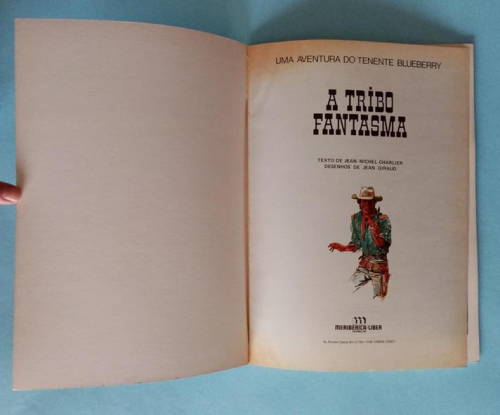 UMA AVENTURA DO TENENTE BLUEBERRY
A TRIBO
FANTASMA
TEXTO DE JEAN-MICHEL CHARLIER
DESENHOS DE JEAN GIRAUD
MERIBÉRICA/LIBER